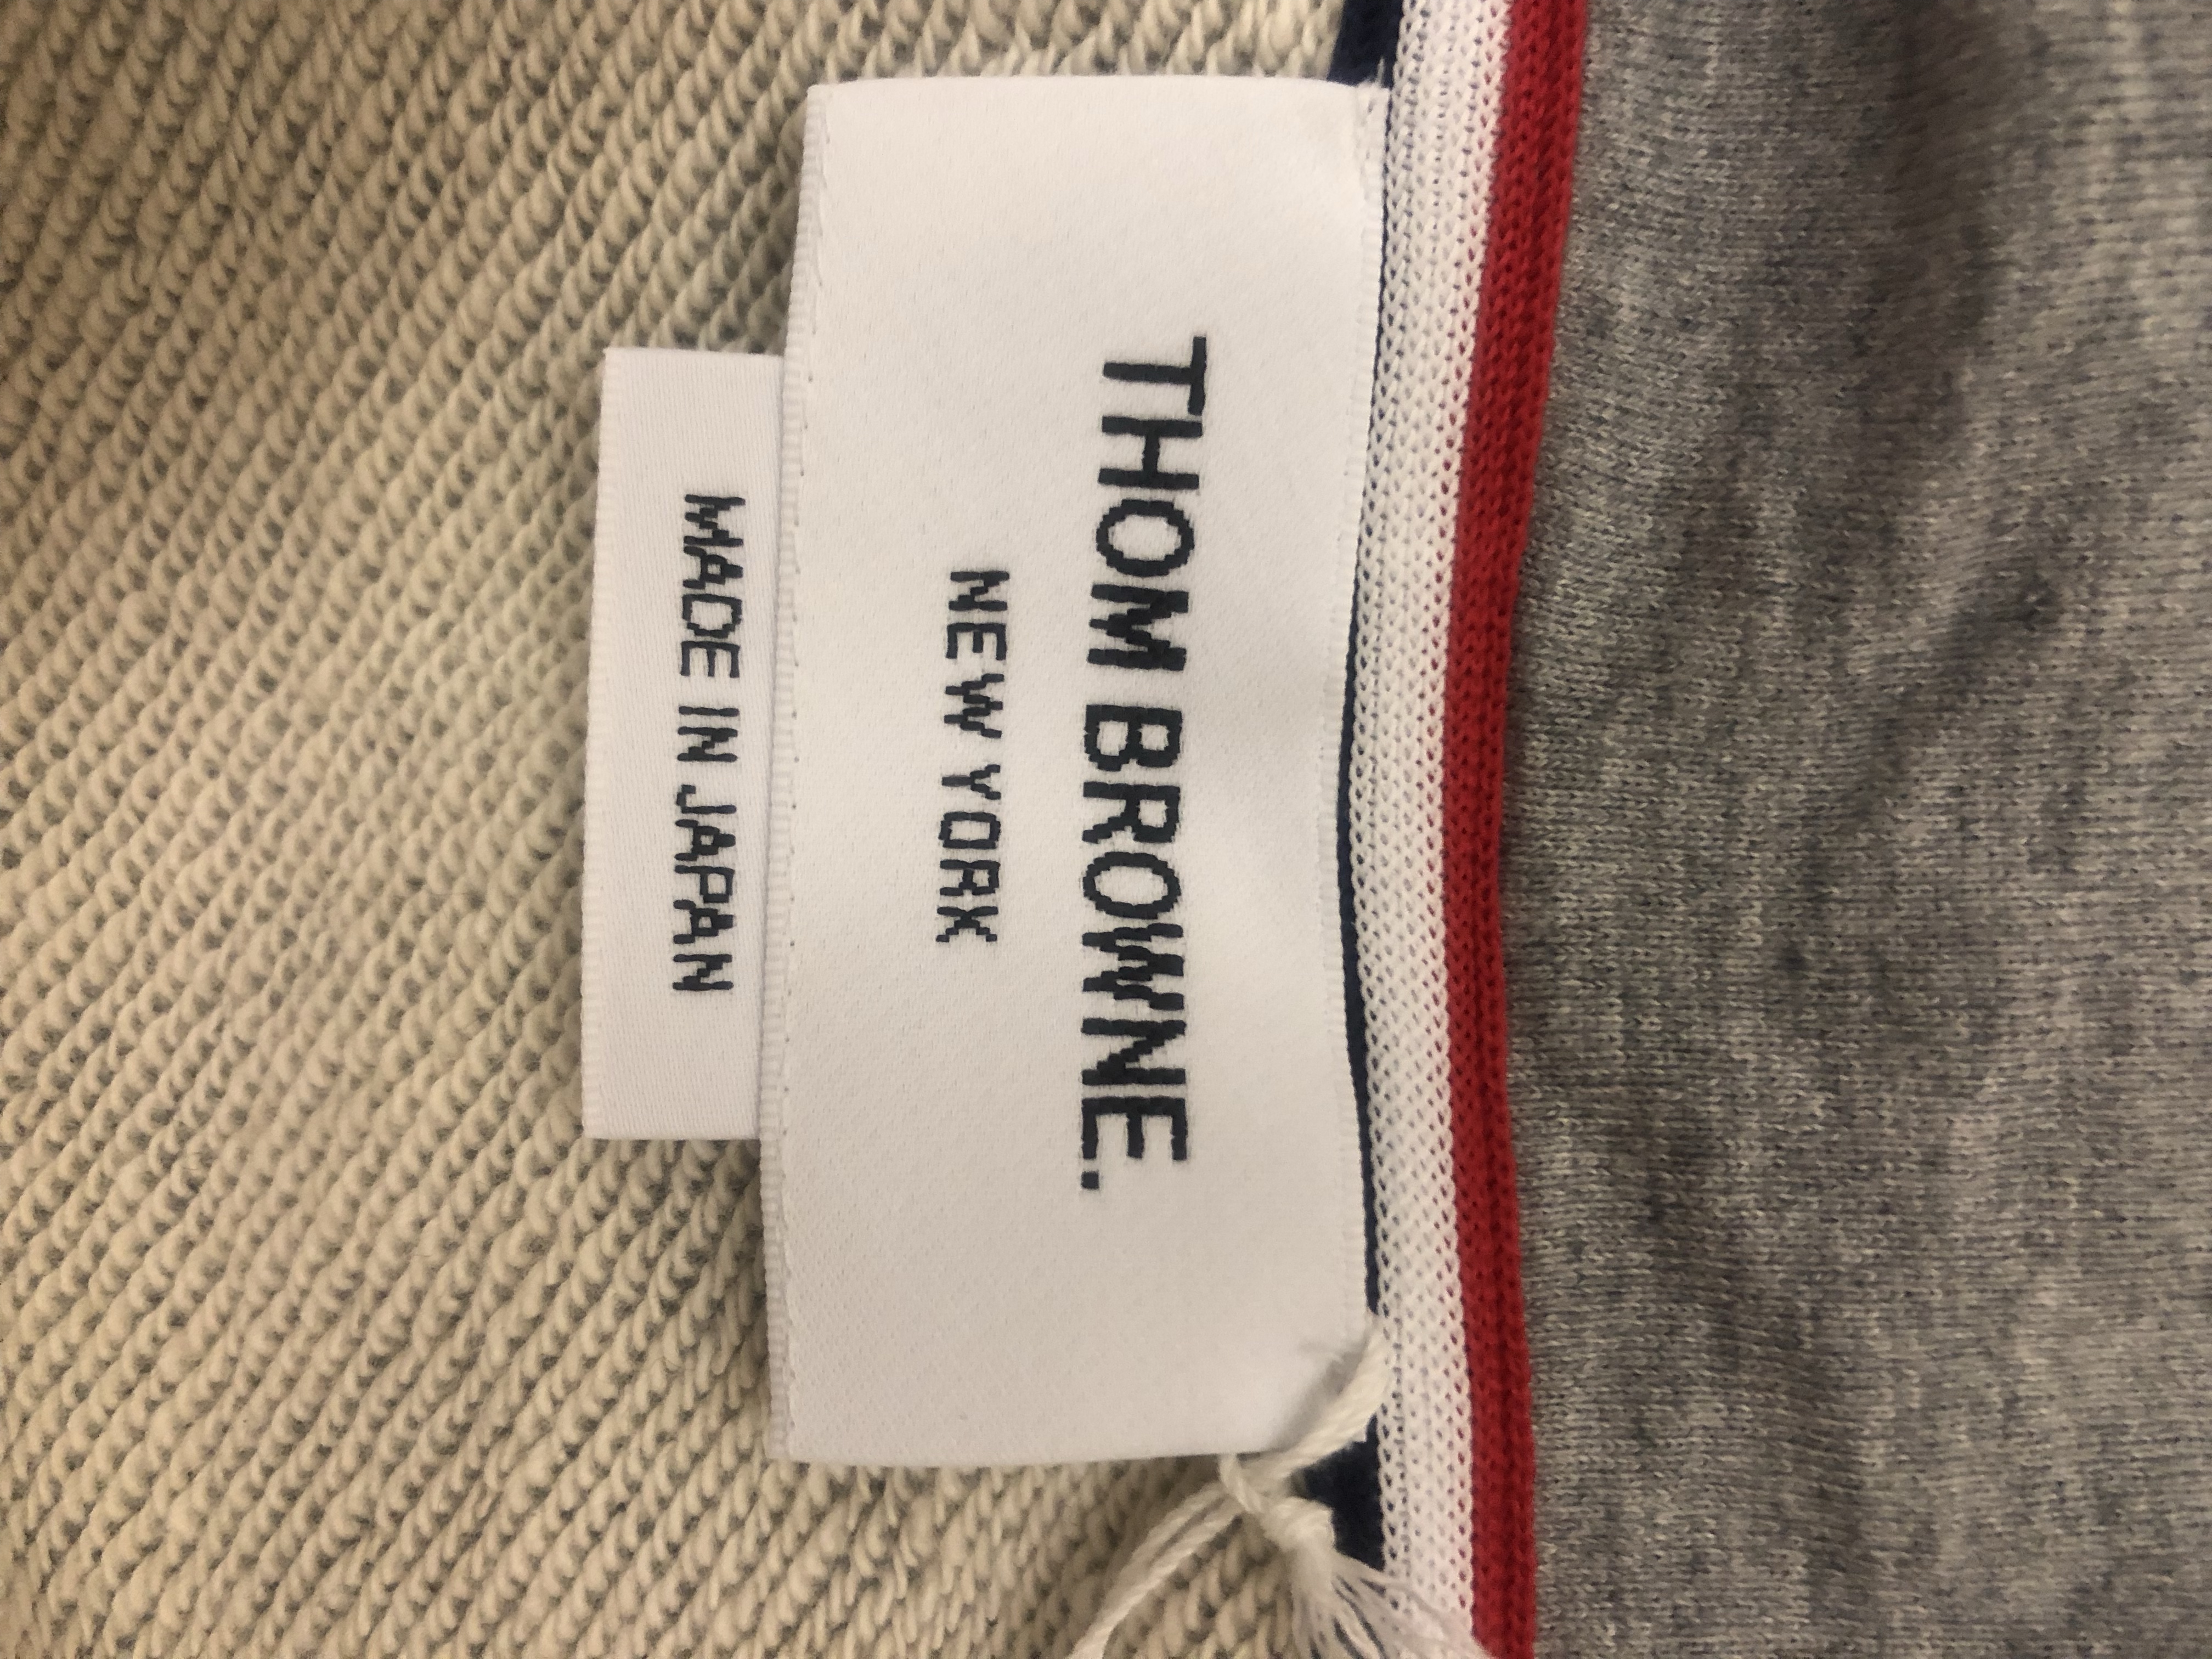 THOM BROWNE.
NEW YORK
MADE IN JAPAN